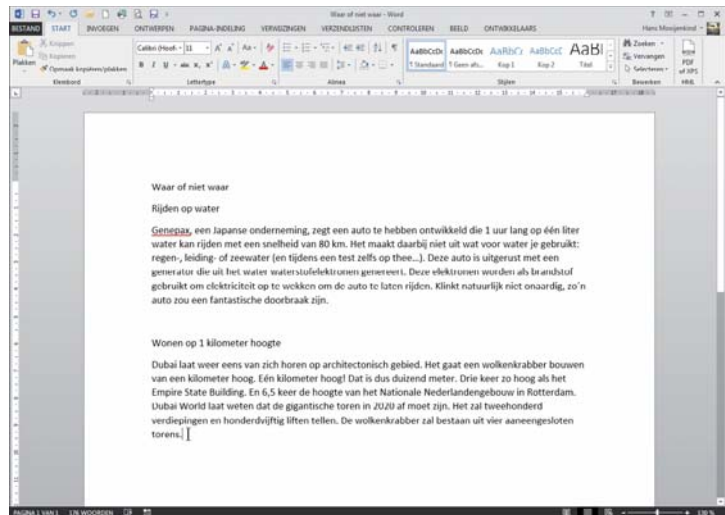 Waar of niet waar - Word
BESTAND START INVOEGEN ONTWERPEN PAGINA-INDELING VERWIJZINGEN VERZENDLIJSTEN CONTROLEREN BEELD ONTWIKKELAARS
Plakken
Knippen
Kopiëren
Opmaak kopiëren/plakken
Klembord
Calibri (Hoof 11
Lettertype
Alinea
AaBbCcDc AaBbCcDc AaBbCc AaBbCcC AaBl
Standaard Geen afs... Kop 1 Kop 2 Titel
Stijlen
Zoeken
Vervangen
Selecteren
Bewerken
PDF
of XPS
Waar of niet waar
Rijden op water
Genepax, een Japanse onderneming, zegt een auto te hebben ontwikkeld die 1 uur lang op één liter
water kan rijden met een snelheid van 80 km. Het maakt daarbij niet uit wat voor water je gebruikt:
regen-, leiding- of zeewater (en tijdens een test zelfs op thee...). Deze auto is uitgerust met een
generator die uit het water waterstofelektronen genereert. Deze elektronen worden als brandstof
gebruikt om elektriciteit op te wekken om de auto te laten rijden. Klinkt natuurlijk niet onaardig, zo´n
auto zou een fantastische doorbraak zijn.
Wonen op 1 kilometer hoogte
Dubai laat weer eens van zich horen op architectonisch gebied. Het gaat een wolkenkrabber bouwen
van een kilometer hoog. Eén kilometer hoog! Dat is dus duizend meter. Drie keer zo hoog als het
Empire State Building. En 6,5 keer de hoogte van het Nationale Nederlandengebouw in Rotterdam.
Dubai World laat weten dat de gigantische toren in 2020 af moet zijn. Het zal tweehonderd
verdiepingen en honderdvijftig liften tellen. De wolkenkrabber zal bestaan uit vier aaneengesloten
torens.
PAGINA 1 VAN 1 176 WOORDEN 130 %